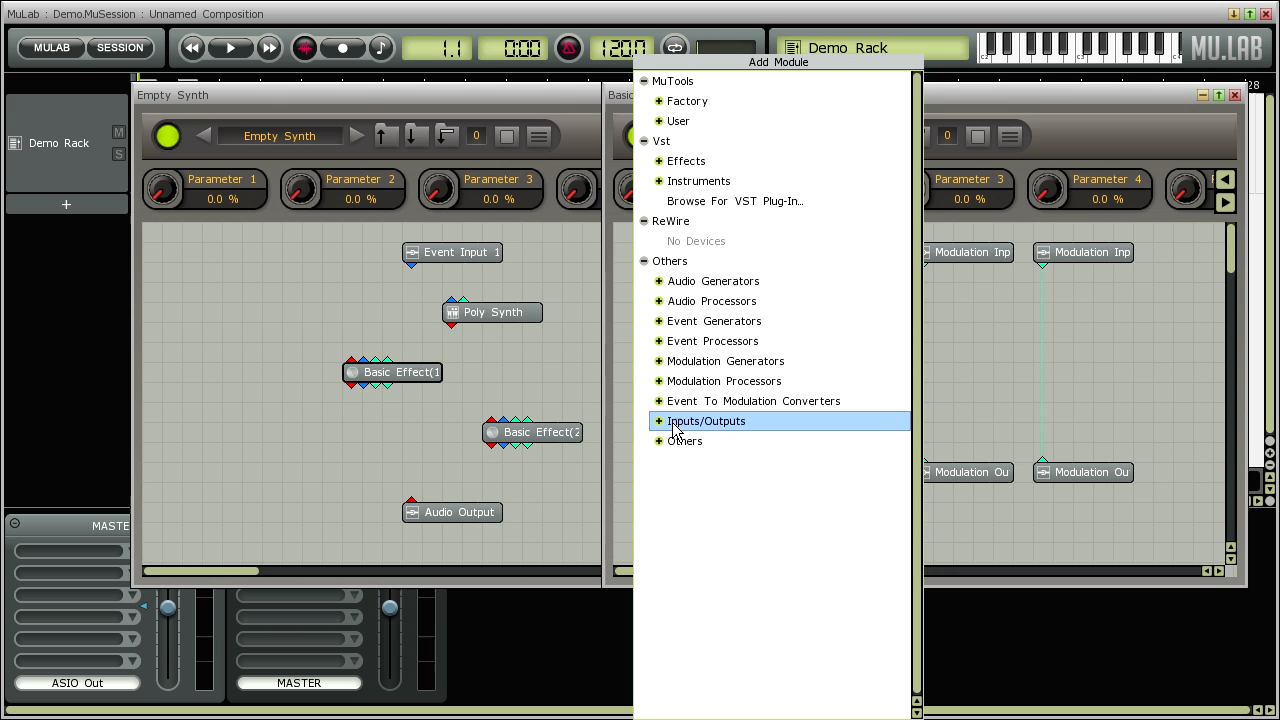 MuLab : Demo.MuSession : Unnamed Composition
MULAB SESSION
1.1 0:00 120.0
Demo Rack
C2
MU.LAB
Add Module
28
Empty Synth
Basic
Demo Rack
M
S
+
Empty Synth
0
0
Parameter 1
0.0 %
Parameter 2
0.0 %
Parameter 3
0.0 %
Parameter 3
0.0 %
Parameter 4
0.0 %
Event Input 1
Poly Synth
Basic Effect(1
Basic Effect(2
Audio Output
MuTools
Factory
User
Vst
Effects
Instruments
Browse For VST Plug-In...
ReWire
No Devices
Others
Audio Generators
Audio Processors
Event Generators
Event Processors
Modulation Generators
Modulation Processors
Event To Modulation Converters
Inputs/Outputs
Others
Modulation Inp
Modulation Inp
Modulation Ou
Modulation Ou
MASTE
ASIO Out
MASTER